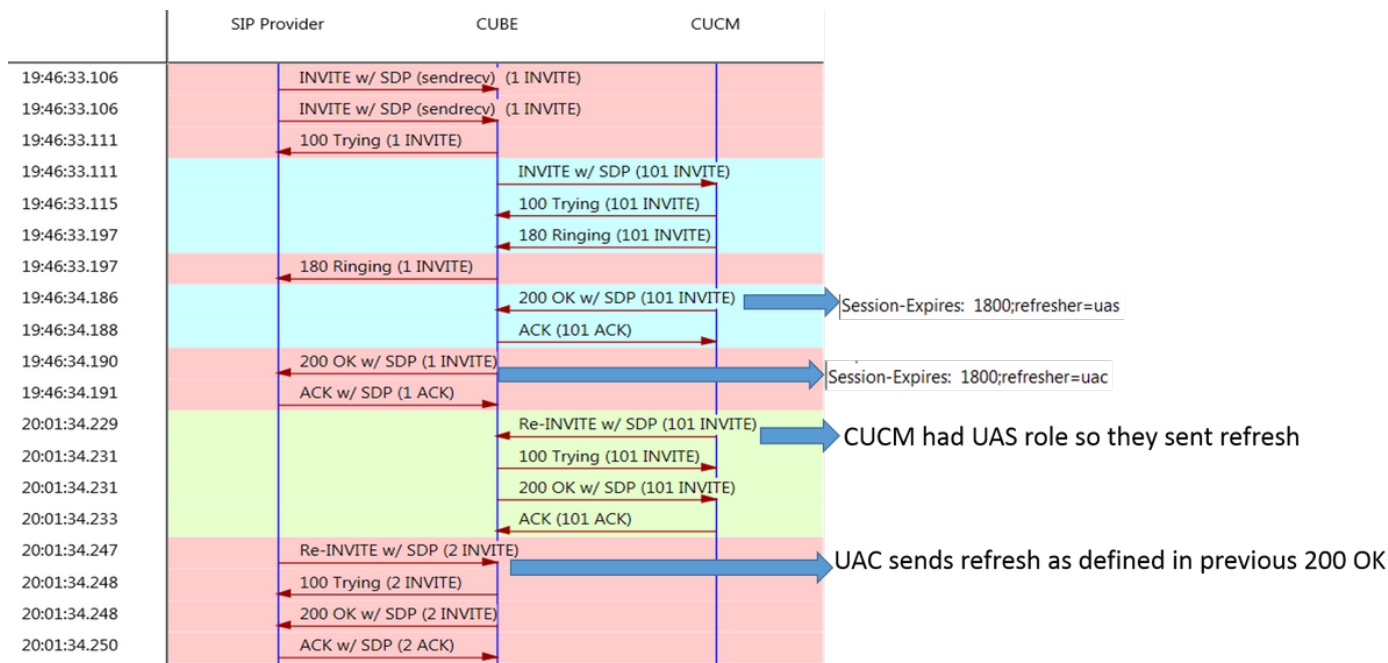 SIP Provider CUBE CUCM
19:46:33.106 INVITE w/ SDP (sendrecv) (1 INVITE)
19:46:33.106 INVITE w/ SDP (sendrecv) (1 INVITE)
19:46:33.111 100 Trying (1 INVITE)
19:46:33.111 INVITE w/ SDP (101 INVITE)
19:46:33.115 100 Trying (101 INVITE)
19:46:33.197 180 Ringing (101 INVITE)
19:46:33.197 180 Ringing (1 INVITE)
19:46:34.186 200 OK w/ SDP (101 INVITE) Session-Expires: 1800;refresher=uas
19:46:34.188 ACK (101 ACK)
19:46:34.190 200 OK w/ SDP (1 INVITE) Session-Expires: 1800;refresher=uac
19:46:34.191 ACK w/ SDP (1 ACK)
20:01:34.229 Re-INVITE w/ SDP (101 INVITE) CUCM had UAS role so they sent refresh
20:01:34.231 100 Trying (101 INVITE)
20:01:34.231 200 OK w/ SDP (101 INVITE)
20:01:34.233 ACK (101 ACK)
20:01:34.247 Re-INVITE w/ SDP (2 INVITE) UAC sends refresh as defined in previous 200 OK
20:01:34.248 100 Trying (2 INVITE)
20:01:34.248 200 OK w/ SDP (2 INVITE)
20:01:34.250 ACK w/ SDP (2 ACK)